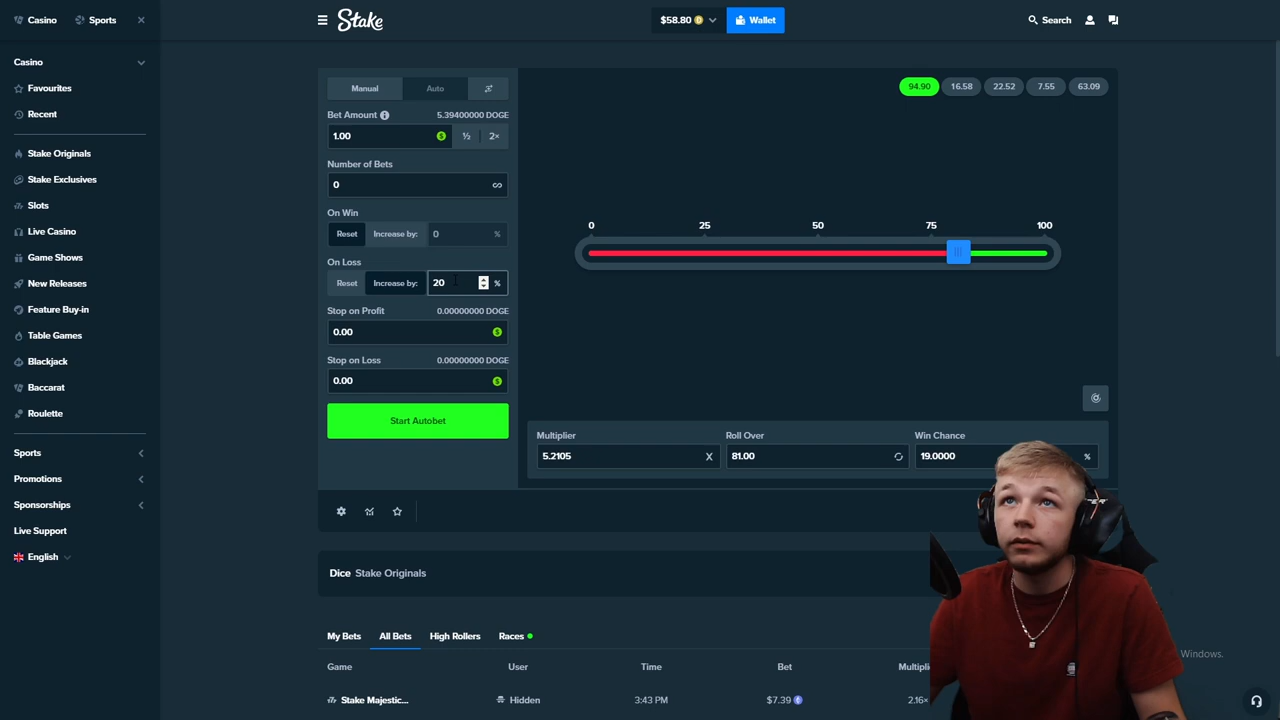 Casino
Sports
Stake
$58.80
Wallet
Search
Casino
Favourites
Recent
Stake Originals
Stake Exclusives
Slots
Live Casino
Game Shows
New Releases
Feature Buy-in
Table Games
Blackjack
Baccarat
Roulette
Sports
Promotions
Sponsorships
Live Support
English
Manual Auto
Bet Amount 5.39400000 DOGE
1.00 ½ 2×
Number of Bets
0 ∞
On Win
Reset Increase by: 0 %
On Loss
Reset Increase by: 20 %
Stop on Profit 0.00000000 DOGE
0.00
Stop on Loss 0.00000000 DOGE
0.00
Start Autobet
94.90 16.58 22.52 7.55 63.09
0 25 50 75 100
Multiplier Roll Over Win Chance
5.2105 X 81.00 19.0000 %
Dice Stake Originals
My Bets All Bets High Rollers Races
Game User Time Bet
Stake Majestic... Hidden 3:43 PM $7.39 2.16×
Windows.